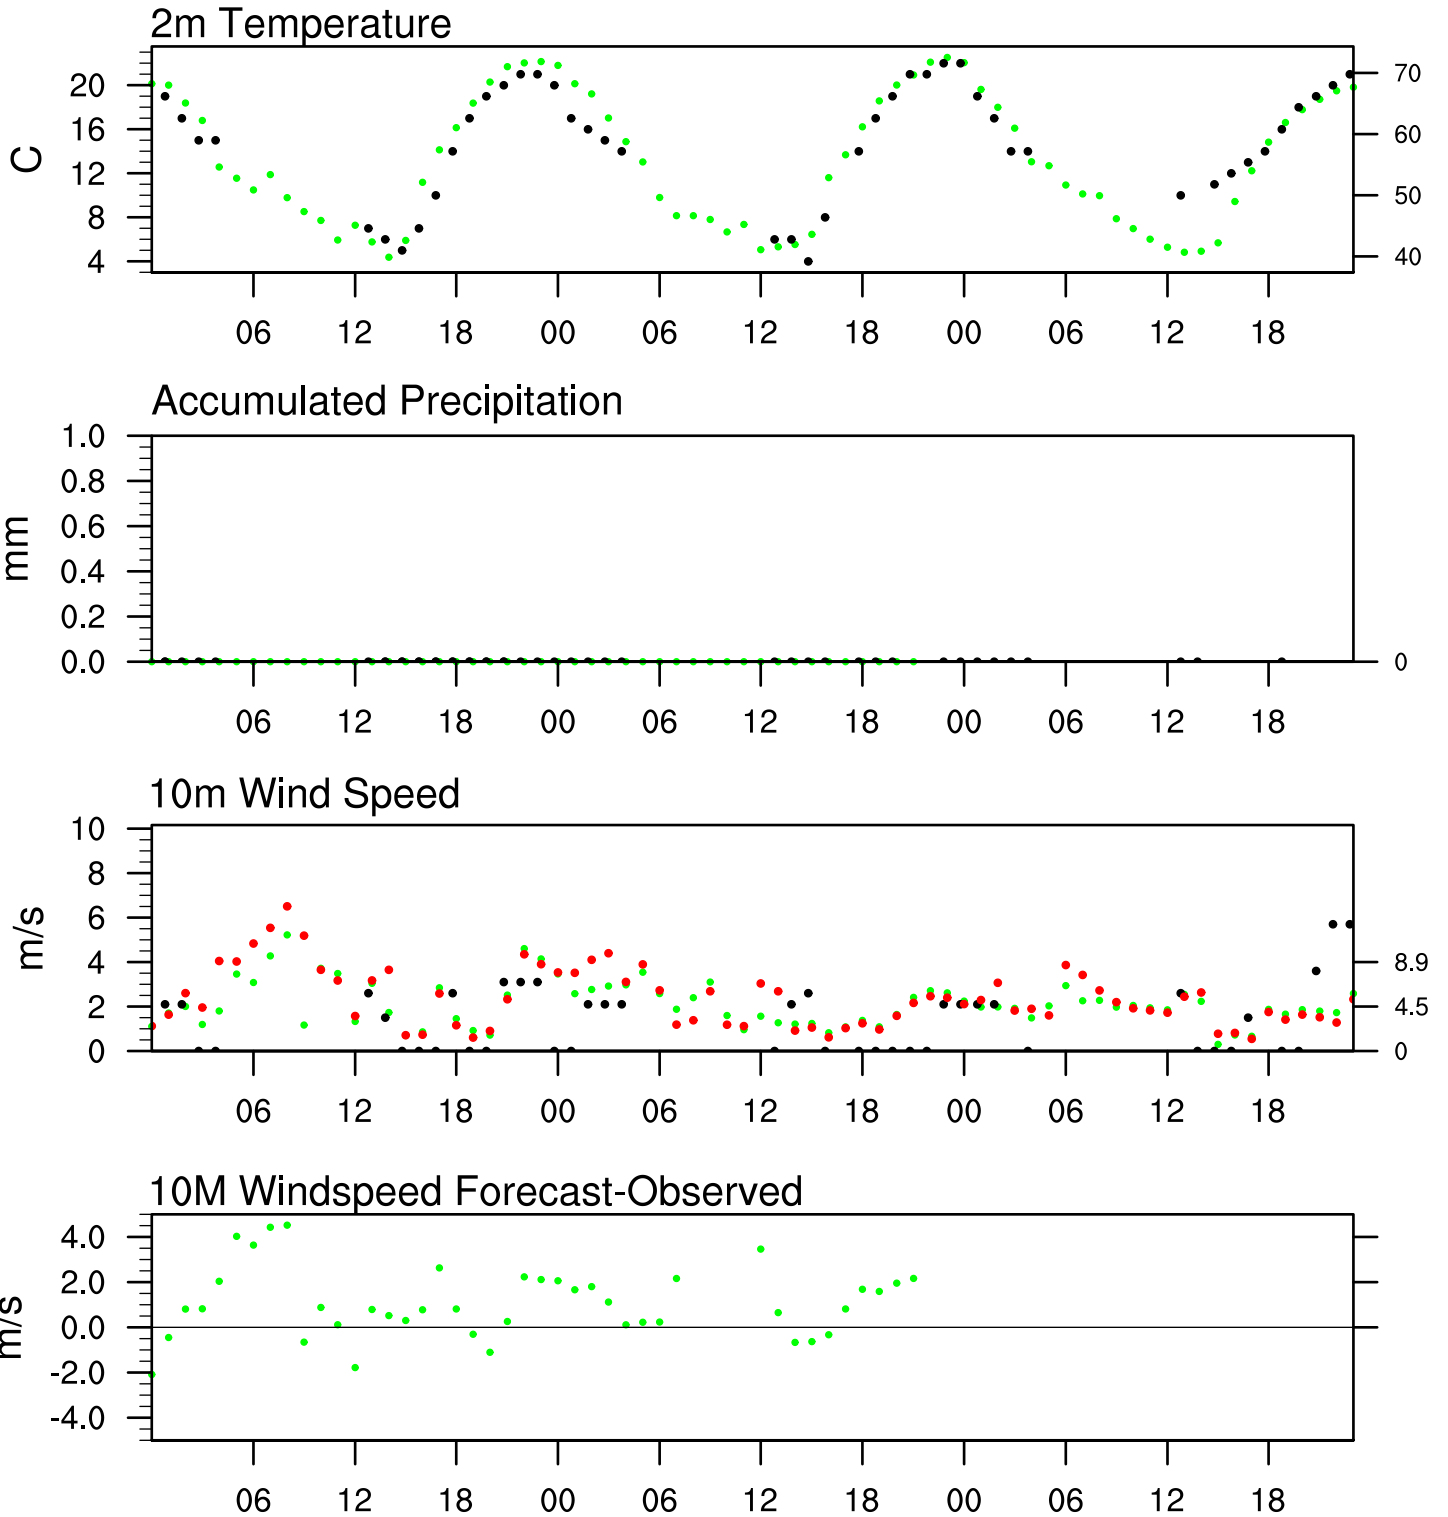 2m Temperature
20
16
12
8
4
C
70
60
50
40
06 12 18 00 06 12 18 00 06 12 18
Accumulated Precipitation
1.0
0.8
0.6
0.4
0.2
0.0
mm
0
06 12 18 00 06 12 18 00 06 12 18
10m Wind Speed
10
8
6
4
2
0
m/s
8.9
4.5
0
06 12 18 00 06 12 18 00 06 12 18
10M Windspeed Forecast-Observed
4.0
2.0
0.0
-2.0
-4.0
m/s
06 12 18 00 06 12 18 00 06 12 18